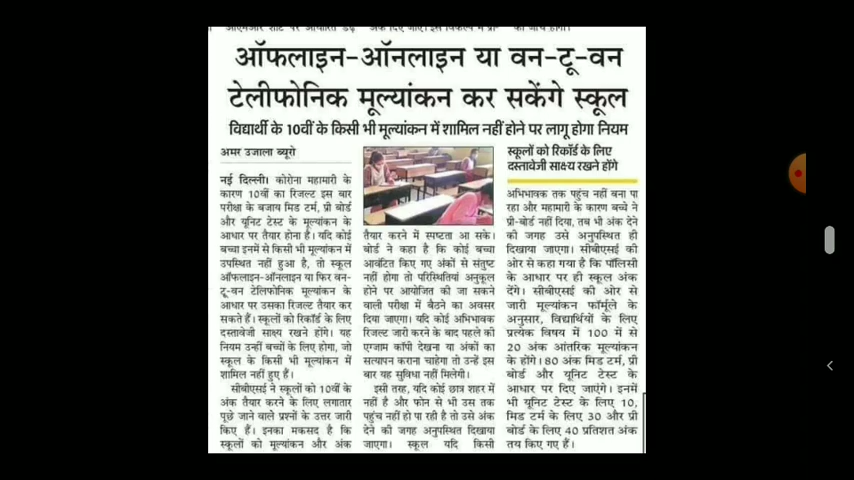 ऑफलाइन-ऑनलाइन या वन-टू-वन
टेलीफोनिक मूल्यांकन कर सकेंगे स्कूल
विद्यार्थी के 10वीं के किसी भी मूल्यांकन में शामिल नहीं होने पर लागू होगा नियम
अमर उजाला ब्यूरो
नई दिल्ली। कोरोना महामारी के
कारण 10वीं का रिजल्ट इस बार
परीक्षा के बजाय मिड टर्म, प्री बोर्ड
और यूनिट टेस्ट के मूल्यांकन के
आधार पर तैयार होना है। यदि कोई
बच्चा इनमें से किसी भी मूल्यांकन में
उपस्थित नहीं हुआ है, तो स्कूल
ऑफलाइन-ऑनलाइन या फिर वन-
टू-वन टेलिफोनिक मूल्यांकन के
आधार पर उसका रिजल्ट तैयार कर
सकते हैं। स्कूलों को रिकॉर्ड के लिए
दस्तावेजी साक्ष्य रखने होंगे। यह
नियम उन्हीं बच्चों के लिए होगा, जो
स्कूल के किसी भी मूल्यांकन में
शामिल नहीं हुए हैं।
सीबीएसई ने स्कूलों को 10वीं के
अंक तैयार करने के लिए लगातार
पूछे जाने वाले प्रश्नों के उत्तर जारी
किए हैं। इनका मकसद है कि
स्कूलों को मूल्यांकन और अंक
तैयार करने में स्पष्टता आ सके।
बोर्ड ने कहा है कि कोई बच्चा
आवंटित किए गए अंकों से संतुष्ट
नहीं होगा तो परिस्थितियां अनुकूल
होने पर आयोजित की जा सकने
वाली परीक्षा में बैठने का अवसर
दिया जाएगा। यदि कोई अभिभावक
रिजल्ट जारी करने के बाद पहले की
एग्जाम कॉपी देखना या अंकों का
सत्यापन कराना चाहेगा तो उन्हें इस
बार यह सुविधा नहीं मिलेगी।
इसी तरह, यदि कोई छात्र शहर में
नहीं है और फोन से भी उस तक
पहुंच नहीं हो पा रही है तो उसे अंक
देने की जगह अनुपस्थित दिखाया
जाएगा। स्कूल यदि किसी
स्कूलों को रिकॉर्ड के लिए
दस्तावेजी साक्ष्य रखने होंगे
अभिभावक तक पहुंच नहीं बना पा
रहा और महामारी के कारण बच्चे ने
प्री-बोर्ड नहीं दिया, तब भी अंक देने
की जगह उसे अनुपस्थित ही
दिखाया जाएगा। सीबीएसई की
ओर से कहा गया है कि पॉलिसी
के आधार पर ही स्कूल अंक
देंगे। सीबीएसई की ओर से
जारी मूल्यांकन फॉर्मूले के
अनुसार, विद्यार्थियों के लिए
प्रत्येक विषय में 100 में से
20 अंक आंतरिक मूल्यांकन
के होंगे। 80 अंक मिड टर्म, प्री
बोर्ड और यूनिट टेस्ट के
आधार पर दिए जाएंगे। इनमें
भी यूनिट टेस्ट के लिए 10,
मिड टर्म के लिए 30 और प्री
बोर्ड के लिए 40 प्रतिशत अंक
तय किए गए हैं।